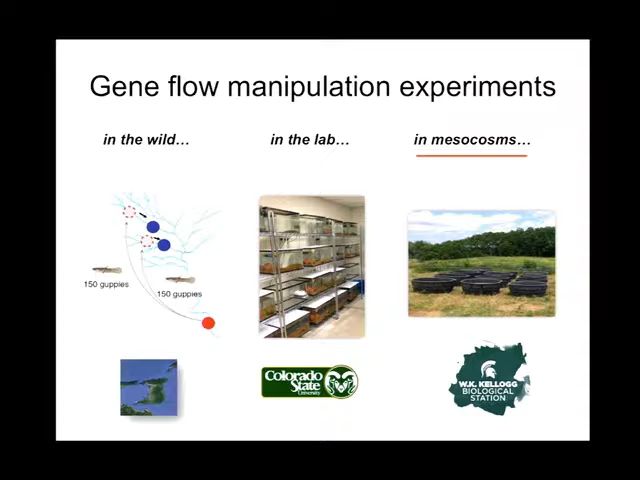 Gene flow manipulation experiments
in the wild…
in the lab…
in mesocosms…
150 guppies
150 guppies
Colorado
State
University
W.K. KELLOGG
BIOLOGICAL
STATION